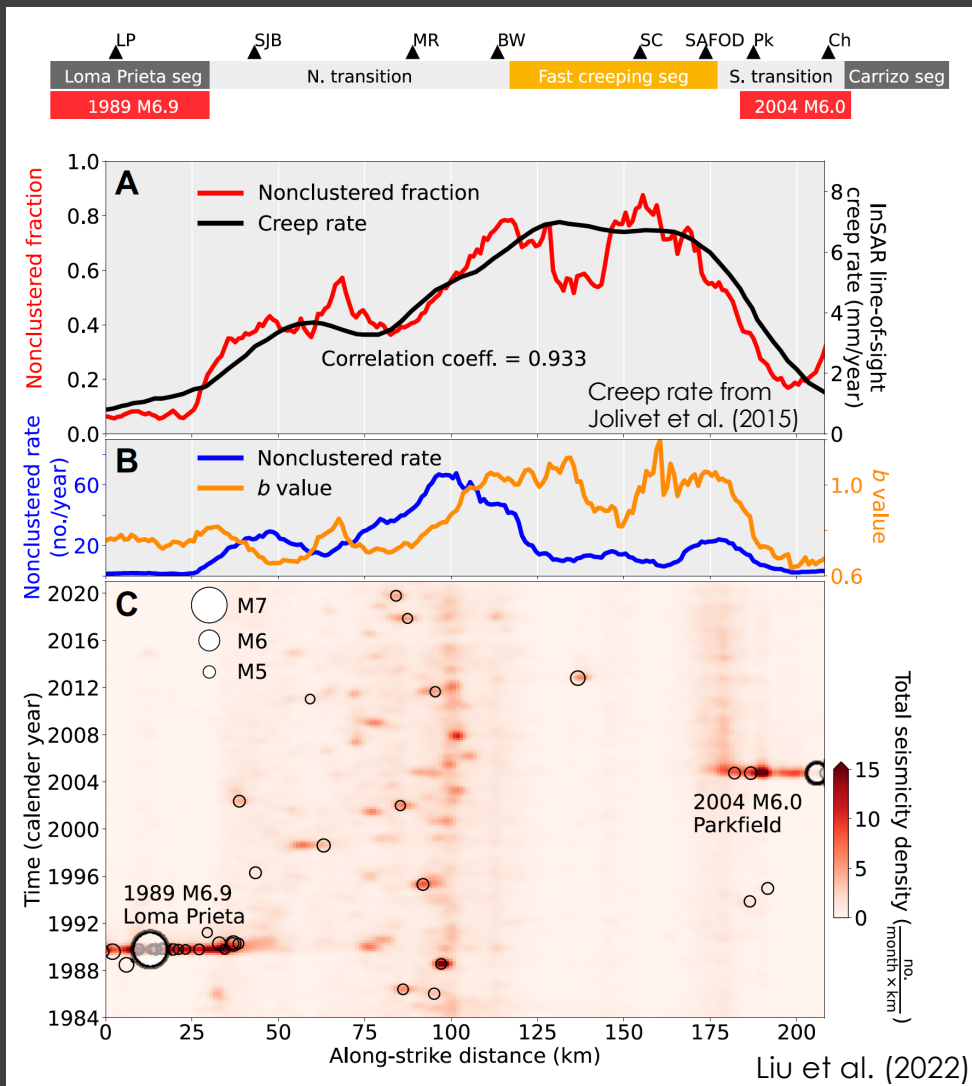 LP SJB MR BW SC SAFOD Pk Ch
Loma Prieta seg N. transition Fast creeping seg S. transition Carrizo seg
1989 M6.9 2004 M6.0
A
Nonclustered fraction
Creep rate
Correlation coeff. = 0.933
Creep rate from
Jolivet et al. (2015)
Nonclustered fraction
1.0
0.8
0.6
0.4
0.2
0.0
8
6
4
2
0
InSAR line-of-sight
creep rate (mm/year)
B
Nonclustered rate
b value
Nonclustered rate
(no./year)
60
20
1.0
0.6
b value
C
M7
M6
M5
2020
2016
2012
2008
2004
2000
1996
1992
1988
1984
Time (calender year)
1989 M6.9
Loma Prieta
2004 M6.0
Parkfield
0 25 50 75 100 125 150 175 200
Along-strike distance (km)
15
10
5
0
Total seismicity density (no. / month × km)
Liu et al. (2022)